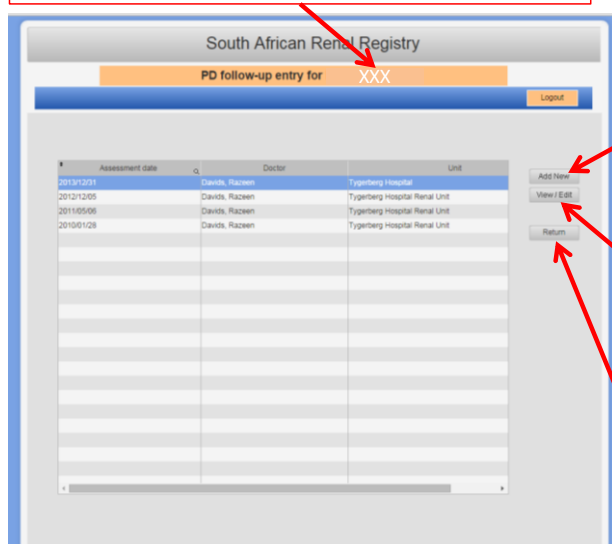 South African Renal Registry
PD follow-up entry for XXX
Logout
Assessment date Doctor Unit
2013/12/31 Davids, Razeen Tygerberg Hospital
Add New
2012/12/05 Davids, Razeen Tygerberg Hospital Renal Unit
View / Edit
2011/05/06 Davids, Razeen Tygerberg Hospital Renal Unit
2010/01/28 Davids, Razeen Tygerberg Hospital Renal Unit
Return